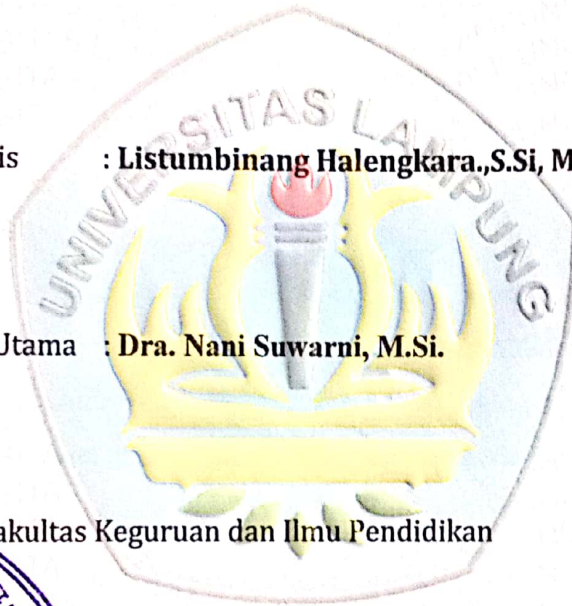 UNIVERSITAS LAMPUNG
is : Listumbinang Halengkara.,S.Si, M
Utama : Dra. Nani Suwarni, M.Si.
akultas Keguruan dan Ilmu Pendidikan